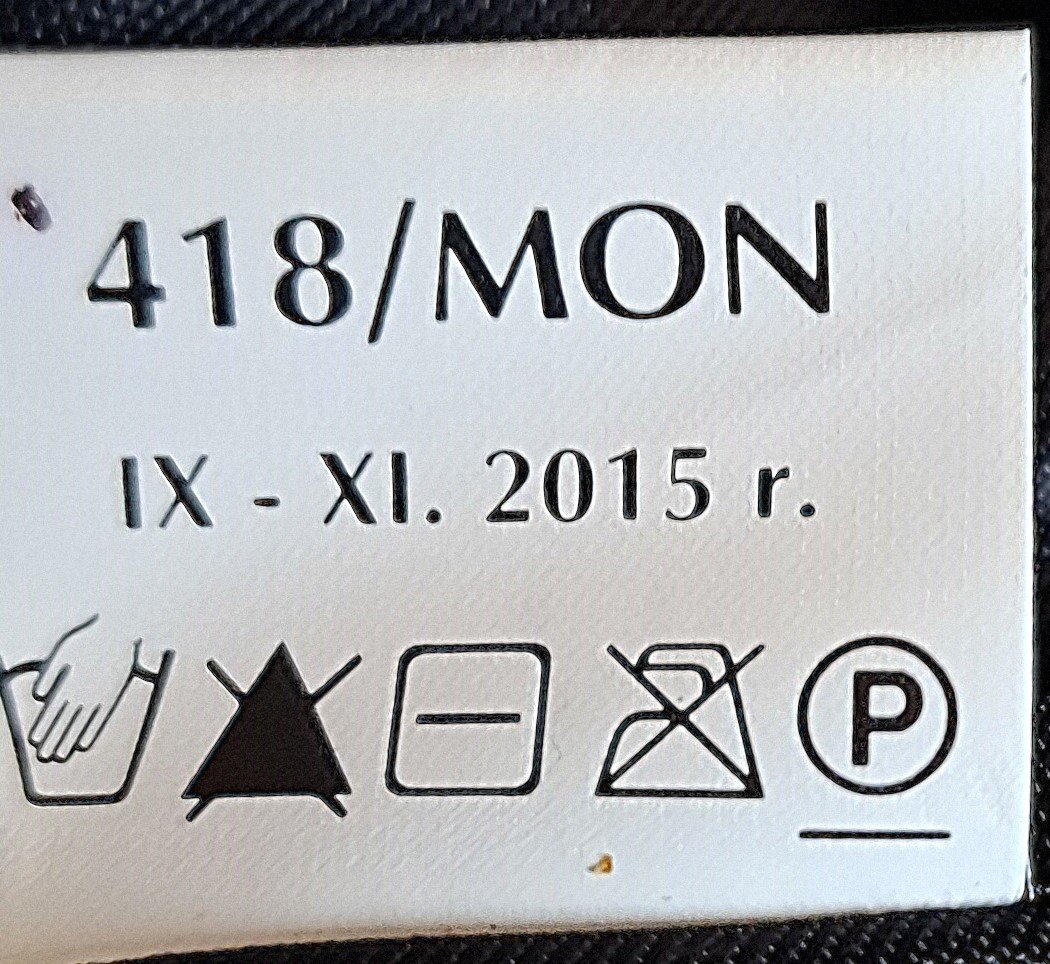 418/MON
IX - XI. 2015 r.
P